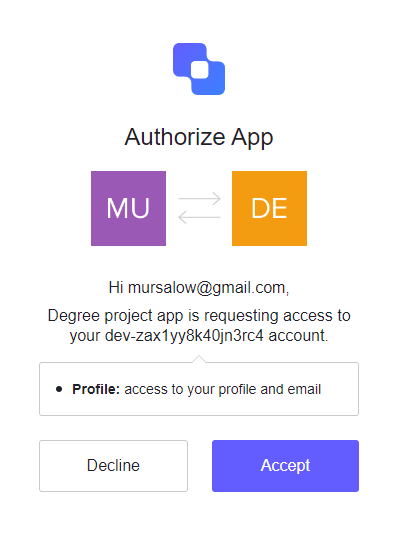 Authorize App
MU
DE
Hi mursalow@gmail.com,
Degree project app is requesting access to
your dev-zax1yy8k40jn3rc4 account.
• Profile: access to your profile and email
Decline
Accept